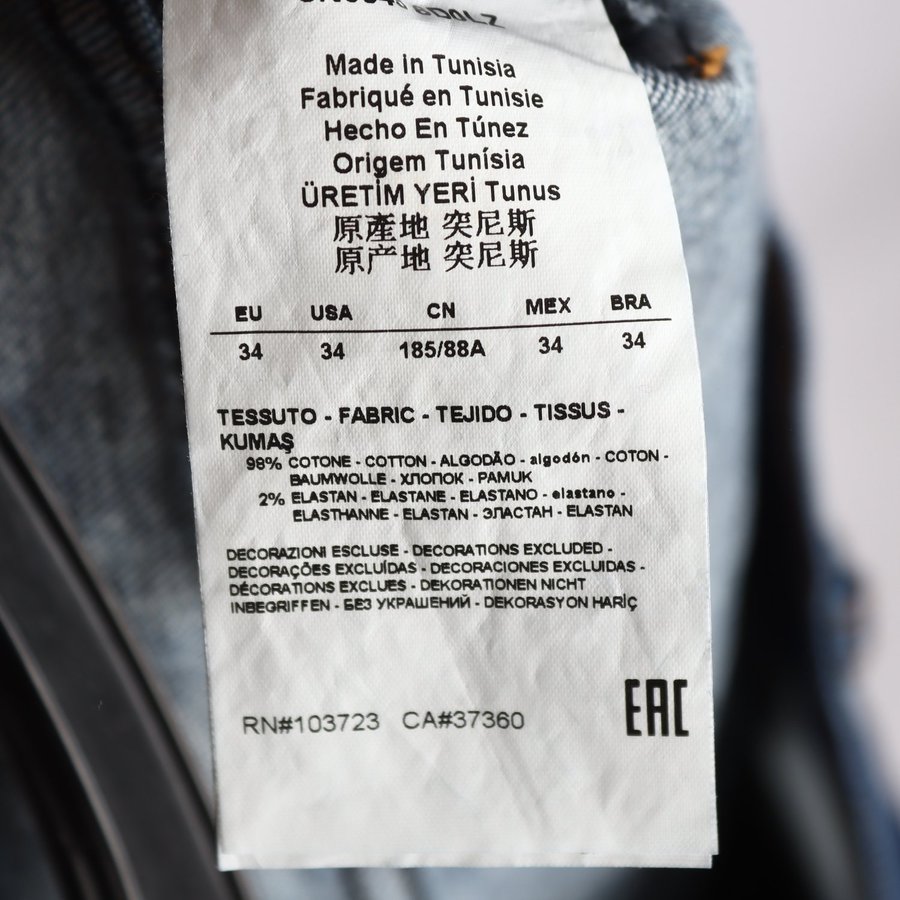 Made in Tunisia
Fabriqué en Tunisie
Hecho En Túnez
Origem Tunísia
ÜRETİM YERİ Tunus
原產地 突尼斯
原产地 突尼斯
EU USA CN MEX BRA
34 34 185/88A 34 34
TESSUTO - FABRIC - TEJIDO - TISSUS -
KUMAŞ
98% COTONE - COTTON - ALGODÃO - algodón - COTON -
BAUMWOLLE - ХЛОПОК - PAMUK
2% ELASTAN - ELASTANE - ELASTANO - elastano -
ELASTHANNE - ELASTAN - ЭЛАСТАН - ELASTAN
DECORAZIONI ESCLUSE - DECORATIONS EXCLUDED -
DECORAÇÕES EXCLUÍDAS - DECORACIONES EXCLUIDAS -
DÉCORATIONS EXCLUES - DEKORATIONEN NICHT
INBEGRIFFEN - БЕЗ УКРАШЕНИЙ - DEKORASYON HARİÇ
RN#103723 CA#37360
EAC